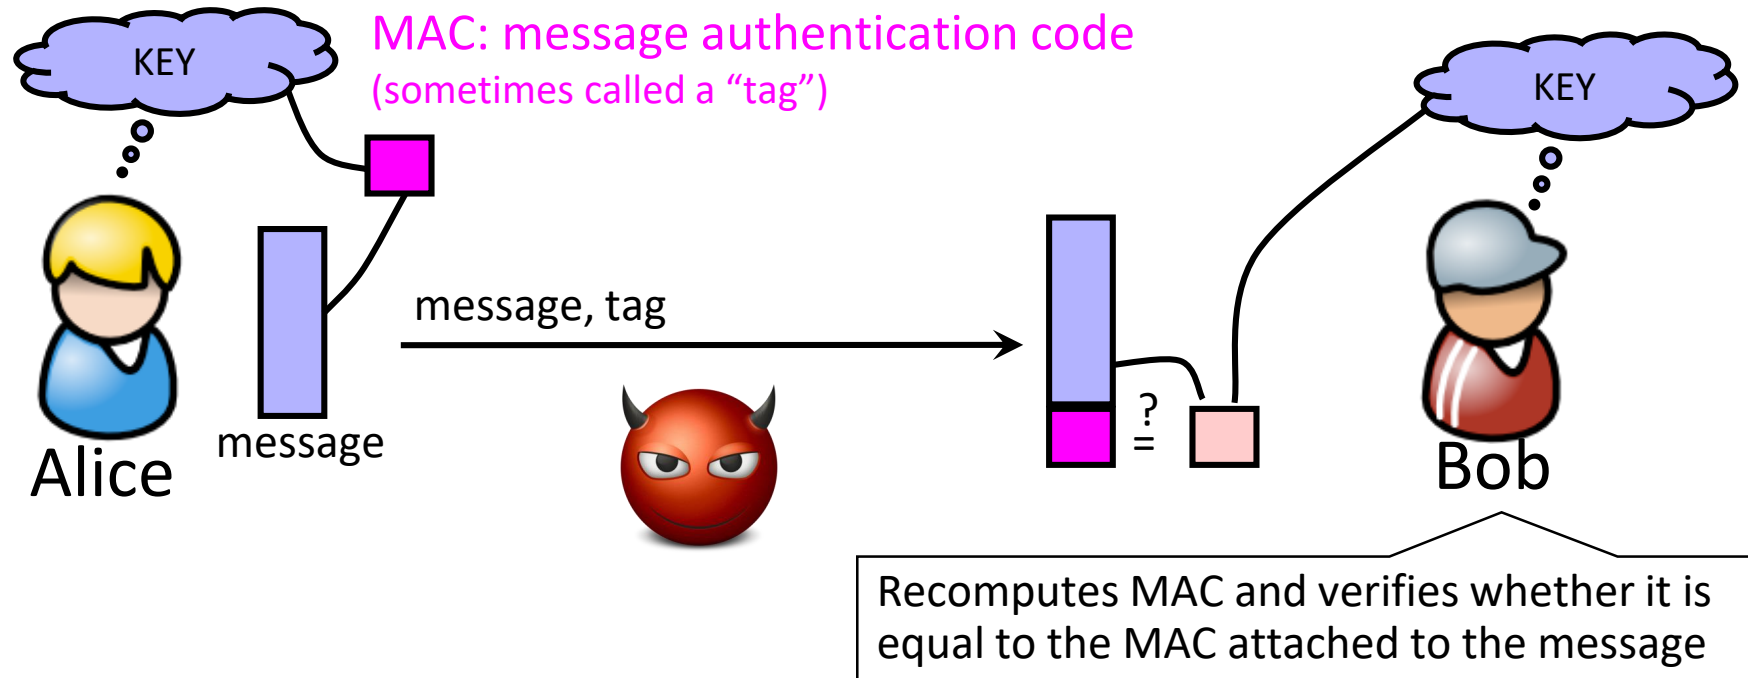 KEY
MAC: message authentication code
(sometimes called a “tag”)
KEY
message, tag
message
?
=
Alice
Bob
Recomputes MAC and verifies whether it is
equal to the MAC attached to the message